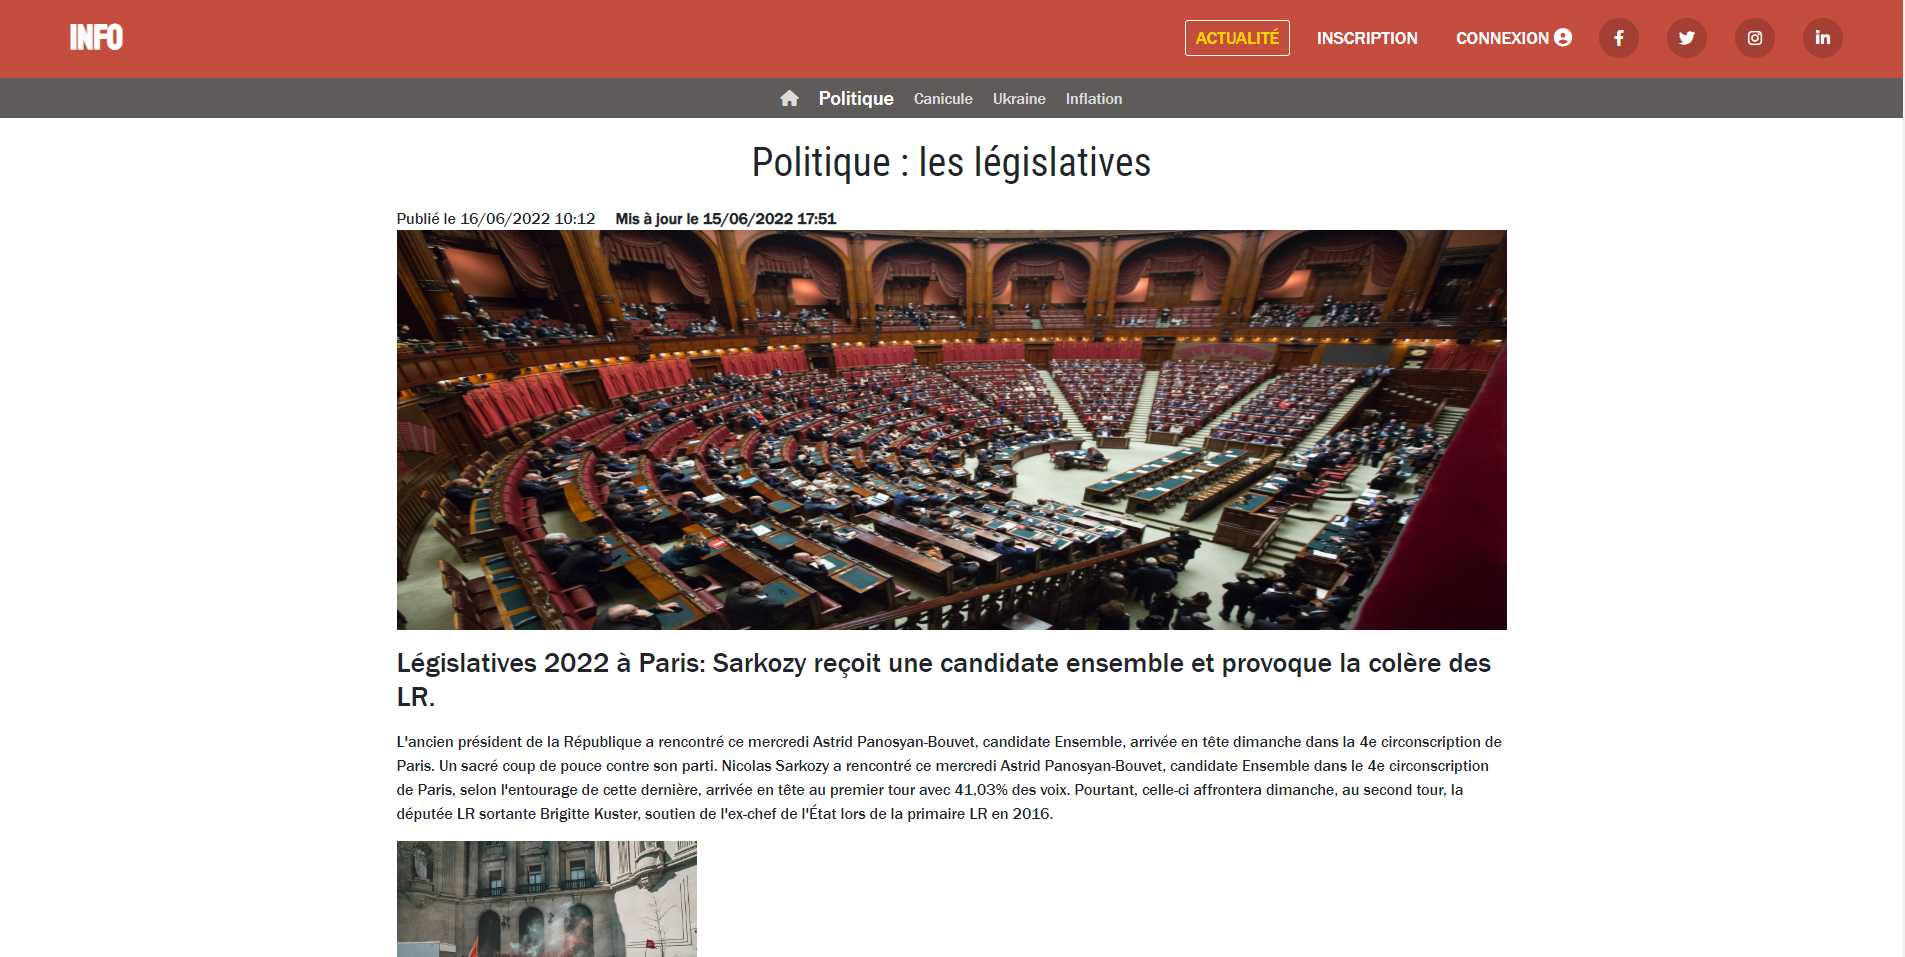 INFO
ACTUALITÉ INSCRIPTION CONNEXION
Politique Canicule Ukraine Inflation
Politique : les législatives
Publié le 16/06/2022 10:12 Mis à jour le 15/06/2022 17:51
Législatives 2022 à Paris: Sarkozy reçoit une candidate ensemble et provoque la colère des
LR.
L'ancien président de la République a rencontré ce mercredi Astrid Panosyan-Bouvet, candidate Ensemble, arrivée en tête dimanche dans la 4e circonscription de
Paris. Un sacré coup de pouce contre son parti. Nicolas Sarkozy a rencontré ce mercredi Astrid Panosyan-Bouvet, candidate Ensemble dans le 4e circonscription
de Paris, selon l'entourage de cette dernière, arrivée en tête au premier tour avec 41,03% des voix. Pourtant, celle-ci affrontera dimanche, au second tour, la
députée LR sortante Brigitte Kuster, soutien de l'ex-chef de l'État lors de la primaire LR en 2016.